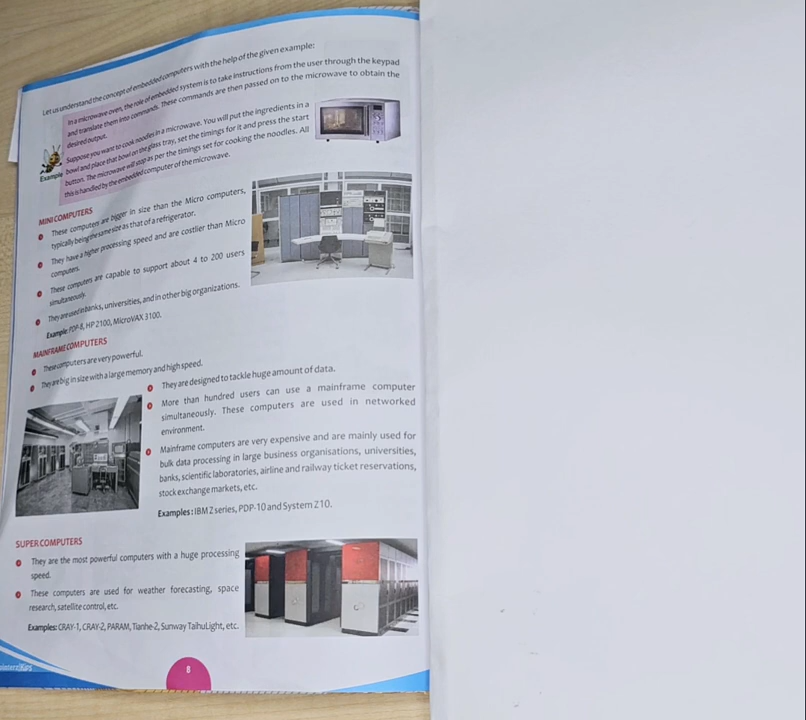 Let us understand the concept of embedded computers with the help of the given example:
In a microwave oven, the role of embedded system is to take instructions from the user through the keypad
and translate them into commands. These commands are then passed on to the microwave to obtain the
desired output.
Suppose you want to cook noodles in a microwave. You will put the ingredients in a
bowl and place that bowl on the glass tray, set the timings for it and press the start
button. The microwave will stop as per the timings set for cooking the noodles. All
this is handled by the embedded computer of the microwave.
Example
MINI COMPUTERS
These computers are bigger in size than the Micro computers,
typically being the same size as that of a refrigerator.
They have a higher processing speed and are costlier than Micro
computers.
These computers are capable to support about 4 to 200 users
simultaneously.
They are used in banks, universities, and in other big organizations.
Example: PDP-8, HP 2100, MicroVAX 3100.
MAINFRAME COMPUTERS
These computers are very powerful.
They are big in size with a large memory and high speed.
They are designed to tackle huge amount of data.
More than hundred users can use a mainframe computer
simultaneously. These computers are used in networked
environment.
Mainframe computers are very expensive and are mainly used for
bulk data processing in large business organisations, universities,
banks, scientific laboratories, airline and railway ticket reservations,
stock exchange markets, etc.
Examples: IBM Z series, PDP-10 and System Z10.
SUPER COMPUTERS
They are the most powerful computers with a huge processing
speed.
These computers are used for weather forecasting, space
research, satellite control, etc.
Examples: CRAY-1, CRAY-2, PARAM, Tianhe-2, Sunway TaihuLight, etc.
8